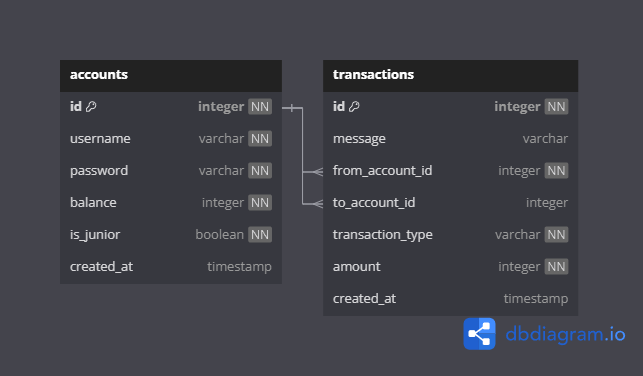 accounts
id integer NN
username varchar NN
password varchar NN
balance integer NN
is_junior boolean NN
created_at timestamp
transactions
id integer NN
message varchar
from_account_id integer NN
to_account_id integer
transaction_type varchar NN
amount integer NN
created_at timestamp
dbdiagram.io